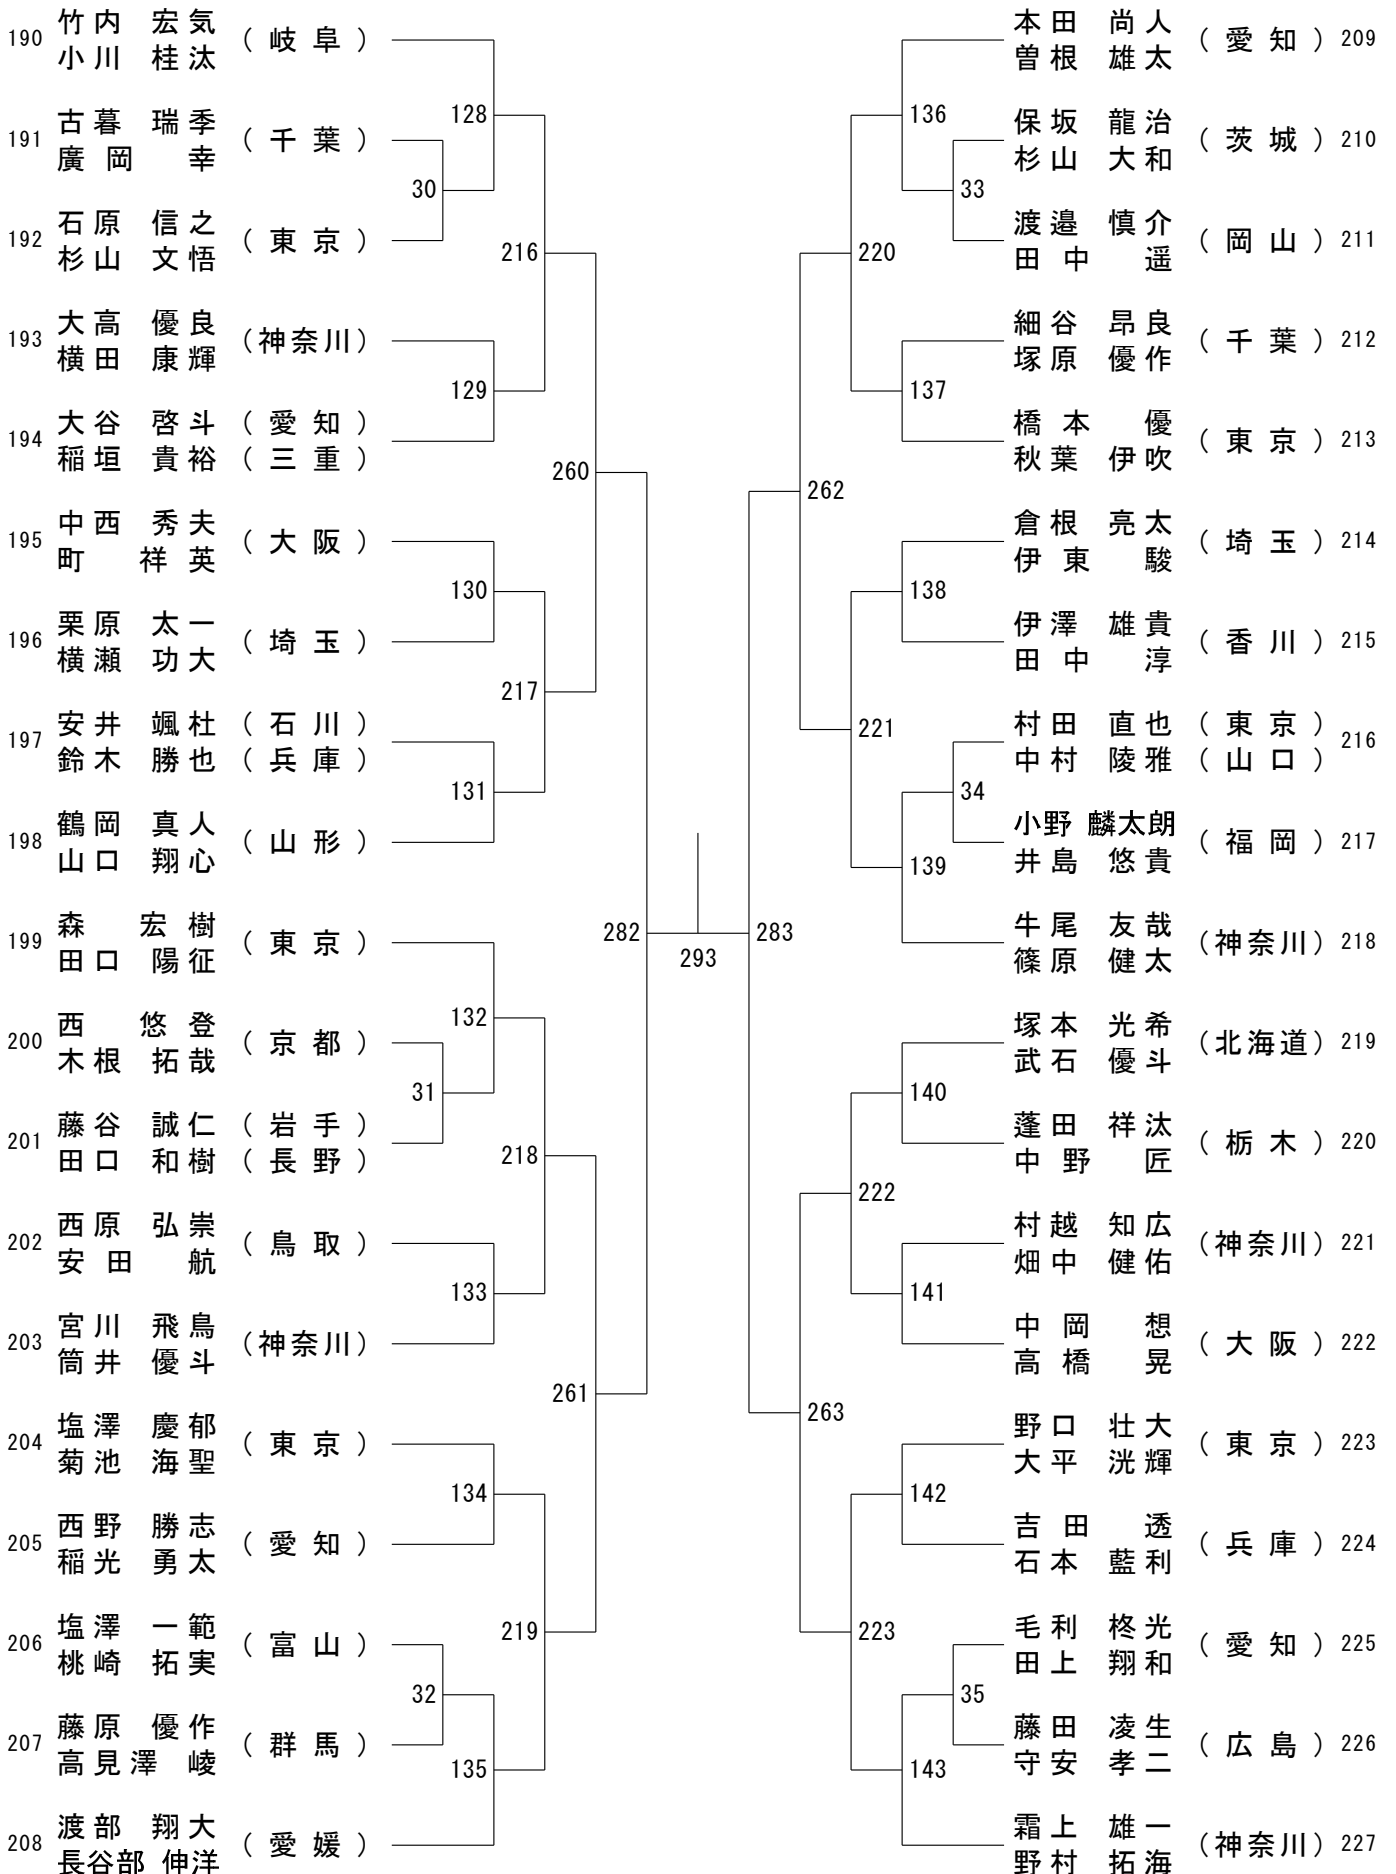 190 竹内 宏気 (岐阜)
小川 桂汰
191 古暮 瑞季 (千葉)
廣岡 幸
192 石原 信之 (東京)
杉山 文悟
193 大高 優良 (神奈川)
横田 康輝
194 大谷 啓斗 (愛知)
稲垣 貴裕 (三重)
195 中西 秀夫 (大阪)
町 祥英
196 栗原 太一 (埼玉)
横瀬 功大
197 安井 颯杜 (石川)
鈴木 勝也 (兵庫)
198 鶴岡 真人 (山形)
山口 翔心
199 森 宏樹 (東京)
田口 陽征
200 西 悠登 (京都)
木根 拓哉
201 藤谷 誠仁 (岩手)
田口 和樹 (長野)
202 西原 弘崇 (鳥取)
安田 航
203 宮川 飛鳥 (神奈川)
筒井 優斗
204 塩澤 慶郁 (東京)
菊池 海聖
205 西野 勝志 (愛知)
稲光 勇太
206 塩澤 一範 (富山)
桃崎 拓実
207 藤原 優作 (群馬)
高見澤 崚
208 渡部 翔大 (愛媛)
長谷部 伸洋
128
30
216
129
260
130
217
131
282
132
31
218
133
261
134
219
32
135
293
283
136
33
220
137
262
138
221
34
139
140
222
141
263
142
223
35
143
本田 尚人 (愛知) 209
曽根 雄太
保坂 龍治 (茨城) 210
杉山 大和
渡邉 慎介 (岡山) 211
田中 遥
細谷 昂良 (千葉) 212
塚原 優作
橋本 優 (東京) 213
秋葉 伊吹
倉根 亮太 (埼玉) 214
伊東 駿
伊澤 雄貴 (香川) 215
田中 淳
村田 直也 (東京) 216
中村 陵雅 (山口)
小野 麟太朗 (福岡) 217
井島 悠貴
牛尾 友哉 (神奈川) 218
篠原 健太
塚本 光希 (北海道) 219
武石 優斗
蓬田 祥汰 (栃木) 220
中野 匠
村越 知広 (神奈川) 221
畑中 健佑
中岡 想 (大阪) 222
高橋 晃
野口 壮大 (東京) 223
大平 洸輝
吉田 透 (兵庫) 224
石本 藍利
毛利 柊光 (愛知) 225
田上 翔和
藤田 凌生 (広島) 226
守安 孝二
霜上 雄一 (神奈川) 227
野村 拓海